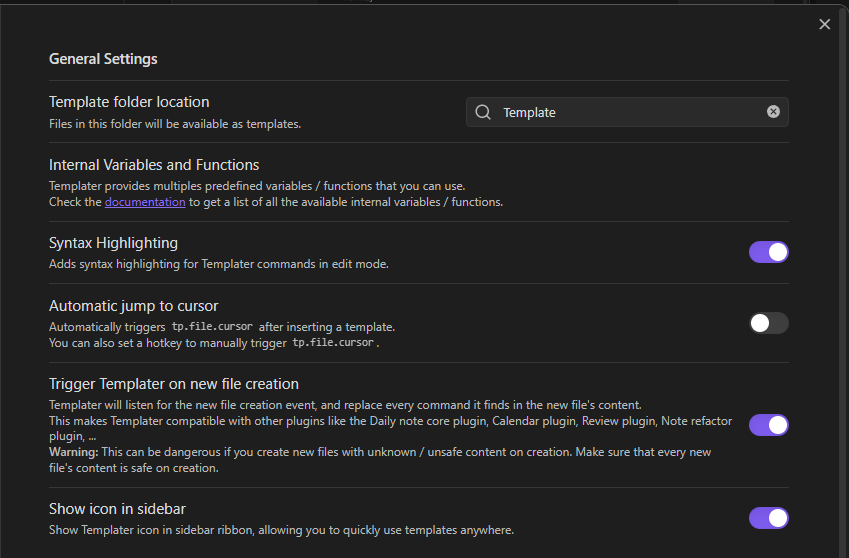 General Settings
Template folder location
Files in this folder will be available as templates.
Template
Internal Variables and Functions
Templater provides multiple predefined variables / functions that you can use.
Check the documentation to get a list of all the available internal variables / functions.
Syntax Highlighting
Adds syntax highlighting for Templater commands in edit mode.
Automatic jump to cursor
Automatically triggers tp.file.cursor after inserting a template.
You can also set a hotkey to manually trigger tp.file.cursor.
Trigger Templater on new file creation
Templater will listen for the new file creation event, and replace every command it finds in the new file's content.
This makes Templater compatible with other plugins like the Daily note core plugin, Calendar plugin, Review plugin, Note refactor
plugin, ...
Warning: This can be dangerous if you create new files with unknown / unsafe content on creation. Make sure that every new
file's content is safe on creation.
Show icon in sidebar
Show Templater icon in sidebar ribbon, allowing you to quickly use templates anywhere.